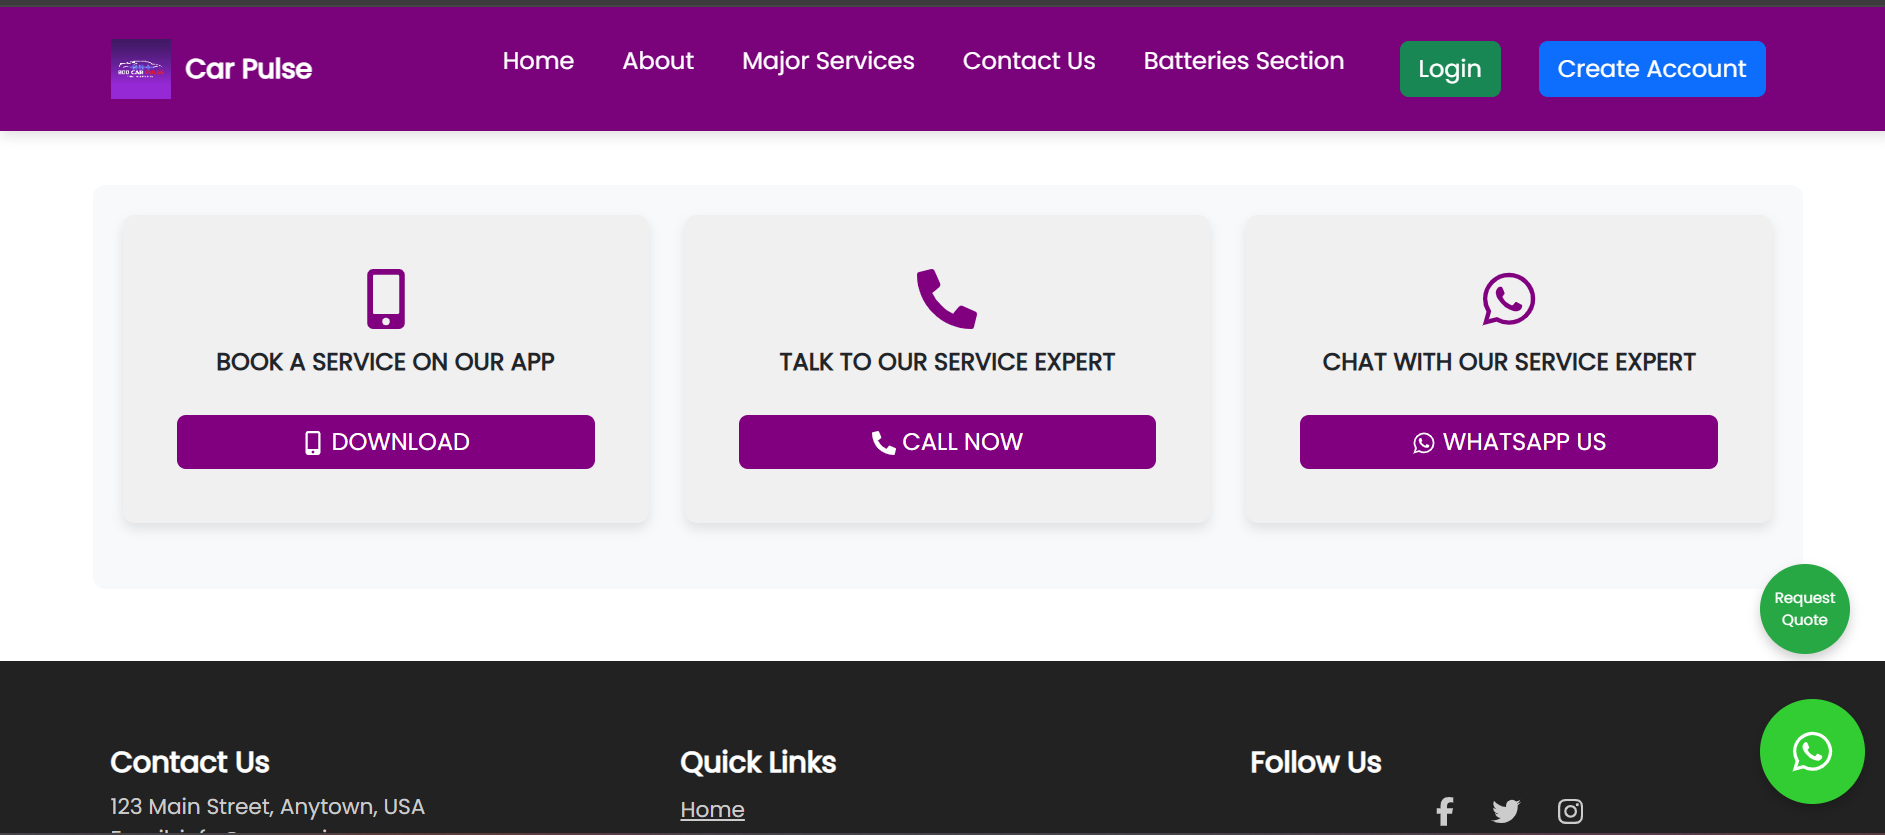 800 CAR
Car Pulse
Home
About
Major Services
Contact Us
Batteries Section
Login
Create Account
BOOK A SERVICE ON OUR APP
DOWNLOAD
TALK TO OUR SERVICE EXPERT
CALL NOW
CHAT WITH OUR SERVICE EXPERT
WHATSAPP US
Request
Quote
Contact Us
123 Main Street, Anytown, USA
Quick Links
Home
Follow Us